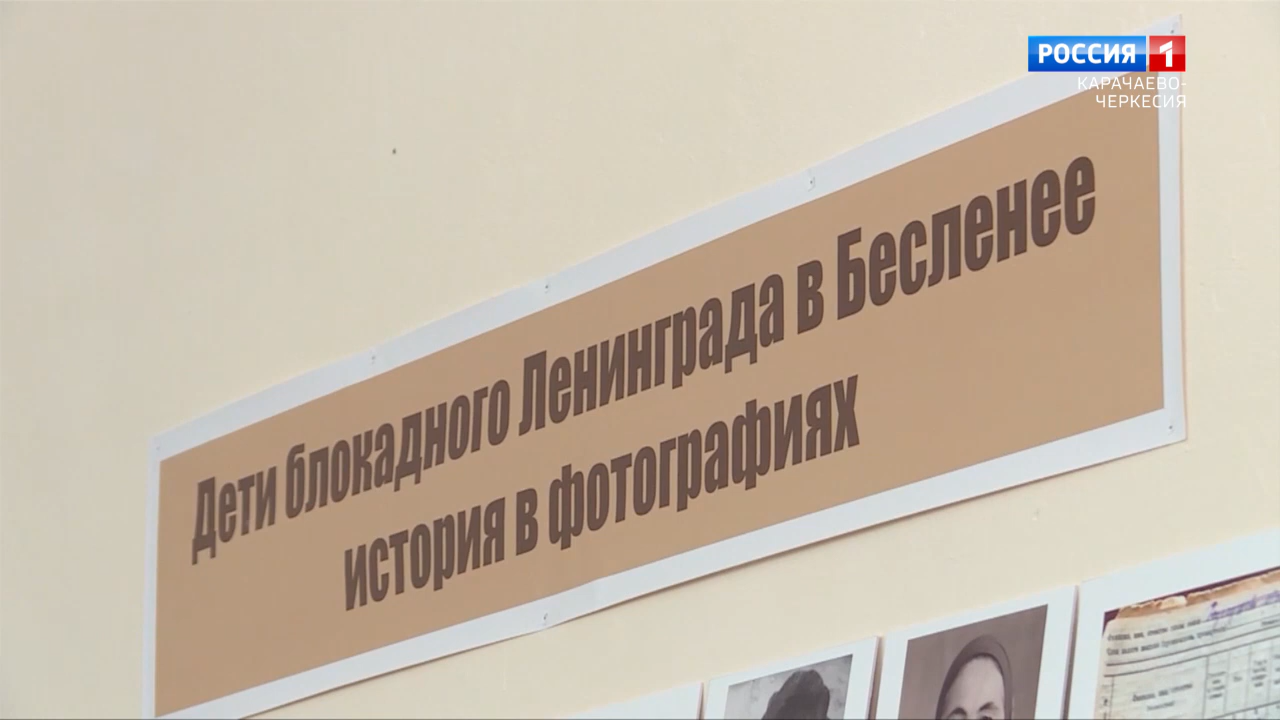 РОССИЯ 1
КАРАЧАЕВО-
ЧЕРКЕСИЯ
Дети блокадного Ленинграда в Бесленее
история в фотографиях